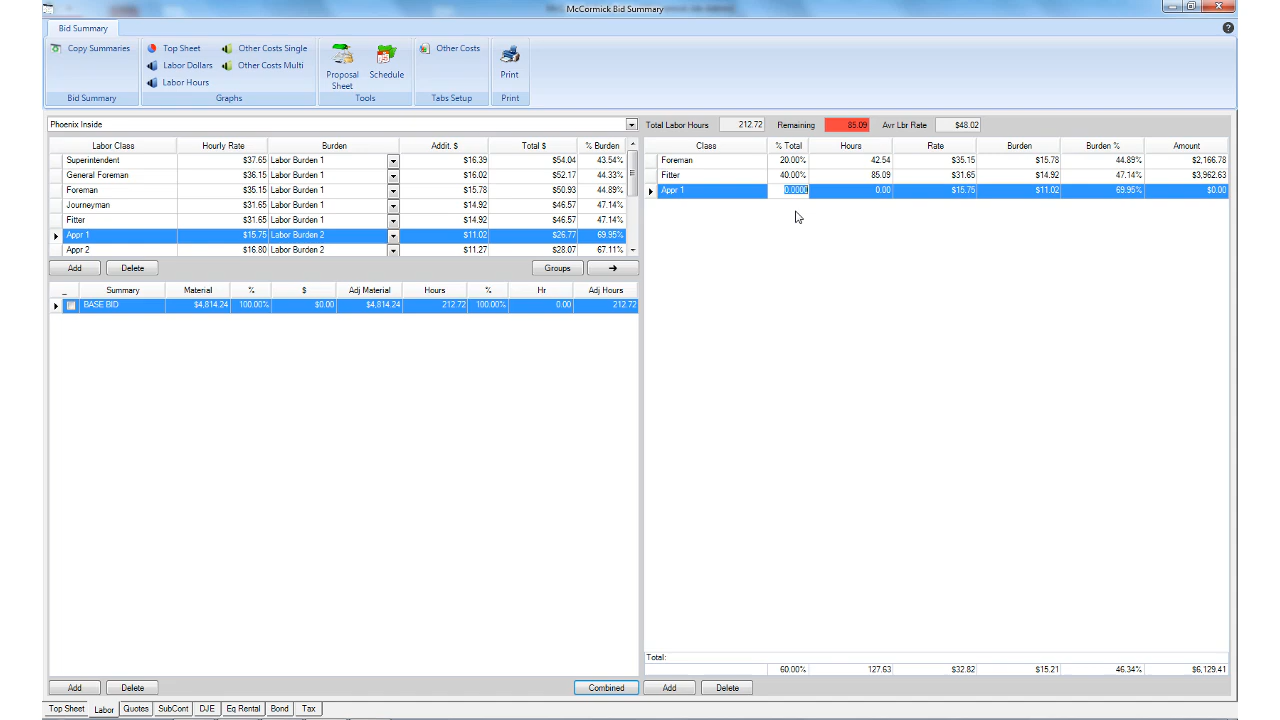 McCormick Bid Summary
Bid Summary
Copy Summaries
Bid Summary
Top Sheet
Labor Dollars
Labor Hours
Other Costs Single
Other Costs Multi
Graphs
Proposal Sheet
Schedule
Tools
Other Costs
Tabs Setup
Print
Print
Phoenix Inside
Labor Class Hourly Rate Burden Addit. $ Total $ % Burden
Superintendent $37.65 Labor Burden 1 $16.39 $54.04 43.54%
General Foreman $36.15 Labor Burden 1 $16.02 $52.17 44.33%
Foreman $35.15 Labor Burden 1 $15.78 $50.93 44.89%
Journeyman $31.65 Labor Burden 1 $14.92 $46.57 47.14%
Fitter $31.65 Labor Burden 1 $14.92 $46.57 47.14%
Appr 1 $15.75 Labor Burden 2 $11.02 $26.77 69.95%
Appr 2 $16.80 Labor Burden 2 $11.27 $28.07 67.11%
Add Delete Groups
Summary Material % $ Adj Material Hours % Hr Adj Hours
BASE BID $4,814.24 100.00% $0.00 $4,814.24 212.72 100.00% 0.00 212.72
Add Delete Combined
Total Labor Hours 212.72 Remaining 85.09 Avr Lbr Rate $48.02
Class % Total Hours Rate Burden Burden % Amount
Foreman 20.00% 42.54 $35.15 $15.78 44.89% $2,166.78
Fitter 40.00% 85.09 $31.65 $14.92 47.14% $3,962.63
Appr 1 0.0000 0.00 $15.75 $11.02 69.95% $0.00
Total:
60.00% 127.63 $32.82 $15.21 46.34% $6,129.41
Add Delete
Top Sheet Labor Quotes SubCont DJE Eq Rental Bond Tax